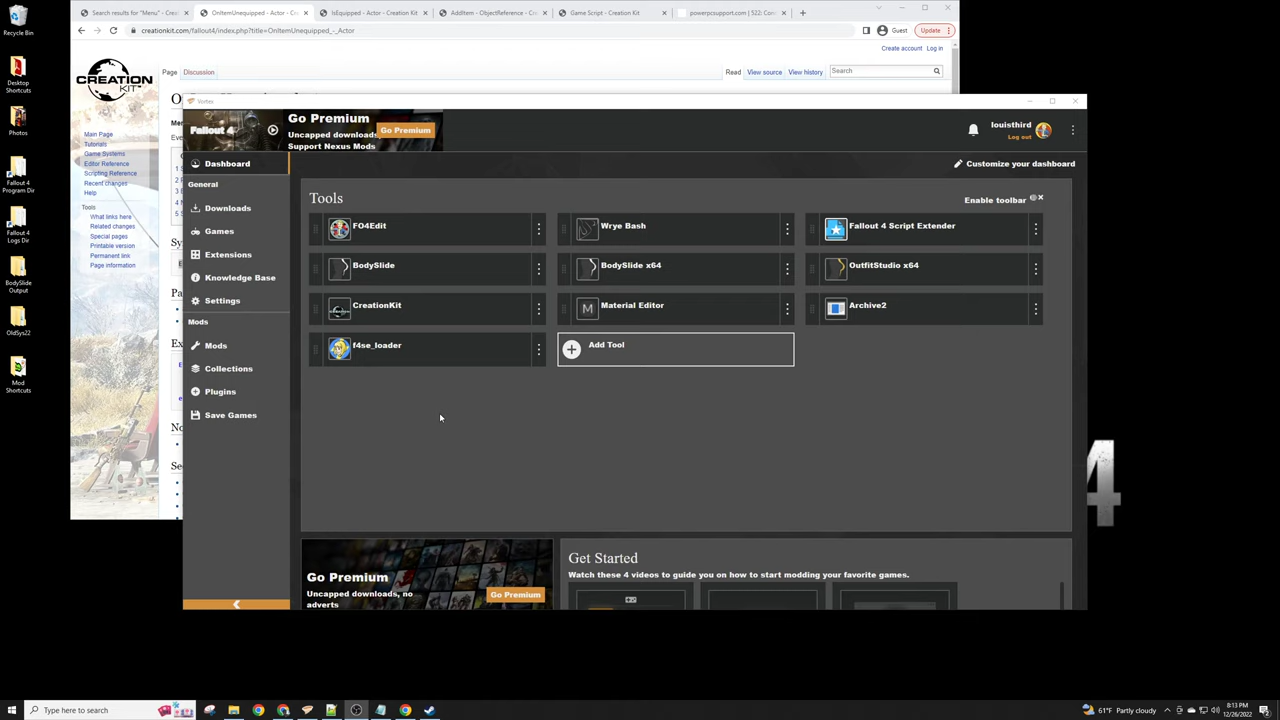 Recycle Bin
Desktop
Shortcuts
Photos
Fallout 4
Program Dir
Fallout 4
Logs Dir
BodySlide
Output
OldSys22
Mod
Shortcuts
Search results for "Menu" - Creat
OnItemUnequipped - Actor - Cre
IsEquipped - Actor - Creation Kit
AddItem - ObjectReference - Cre
Game Script - Creation Kit
powerpcsupport.com | 522: Con
creationkit.com/fallout4/index.php?title=OnItemUnequipped_-_Actor
Guest
Update
Create account
Log in
CREATION
KIT
Page
Discussion
Read
View source
View history
Search
Main Page
Tutorials
Game Systems
Editor Reference
Scripting Reference
Recent changes
Help
Tools
What links here
Related changes
Special pages
Printable version
Permanent link
Page information
Vortex
Fallout 4
Go Premium
Uncapped downloads,
Support Nexus Mods
Go Premium
louisthird
Log out
Dashboard
Customize your dashboard
General
Downloads
Games
Extensions
Knowledge Base
Settings
Mods
Mods
Collections
Plugins
Save Games
Tools
Enable toolbar
FO4Edit
Wrye Bash
Fallout 4 Script Extender
BodySlide
BodySlide x64
OutfitStudio x64
CreationKit
Material Editor
Archive2
f4se_loader
Add Tool
Go Premium
Uncapped downloads, no
adverts
Go Premium
Get Started
Watch these 4 videos to guide you on how to start modding your favorite games.
4
Type here to search
61°F Partly cloudy
8:13 PM
12/26/2022